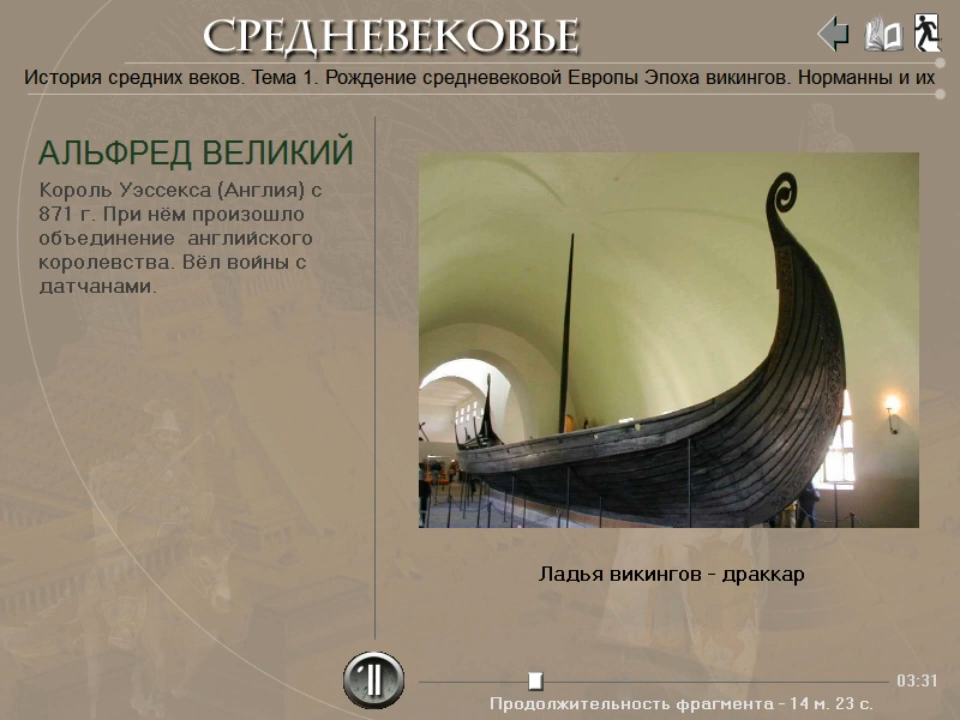 СРЕДНЕВЕКОВЬЕ
История средних веков. Тема 1. Рождение средневековой Европы Эпоха викингов. Норманны и их
АЛЬФРЕД ВЕЛИКИЙ
Король Уэссекса (Англия) с
871 г. При нём произошло
объединение английского
королевства. Вёл войны с
датчанами.
Ладья викингов - драккар
03:31
Продолжительность фрагмента - 14 м. 23 с.